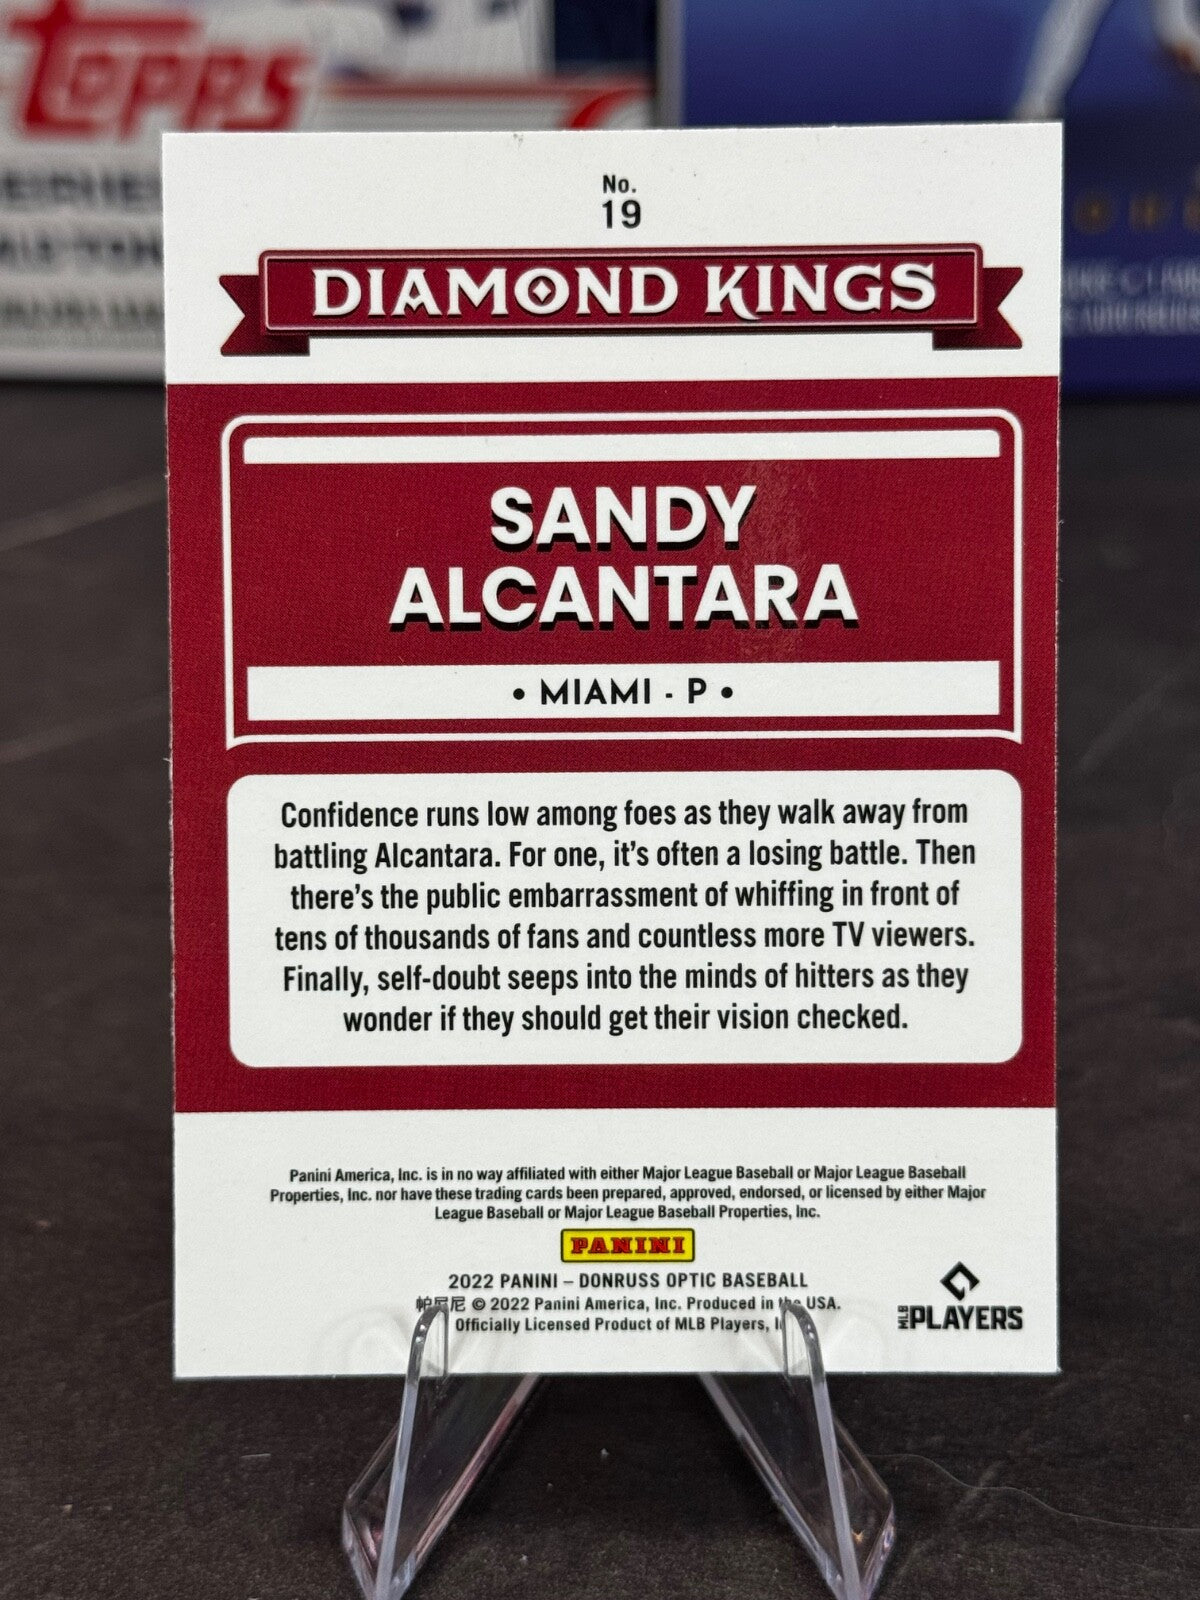 Topps
No.
19
DIAMOND KINGS
SANDY
ALCANTARA
• MIAMI - P •
Confidence runs low among foes as they walk away from
battling Alcantara. For one, it's often a losing battle. Then
there's the public embarrassment of whiffing in front of
tens of thousands of fans and countless more TV viewers.
Finally, self-doubt seeps into the minds of hitters as they
wonder if they should get their vision checked.
Panini America, Inc. is in no way affiliated with either Major League Baseball or Major League Baseball
Properties, Inc. nor have these trading cards been prepared, approved, endorsed, or licensed by either Major
League Baseball or Major League Baseball Properties, Inc.
PANINI
2022 PANINI – DONRUSS OPTIC BASEBALL
帕尼尼 © 2022 Panini America, Inc. Produced in the USA.
Officially Licensed Product of MLB Players,
MLB PLAYERS